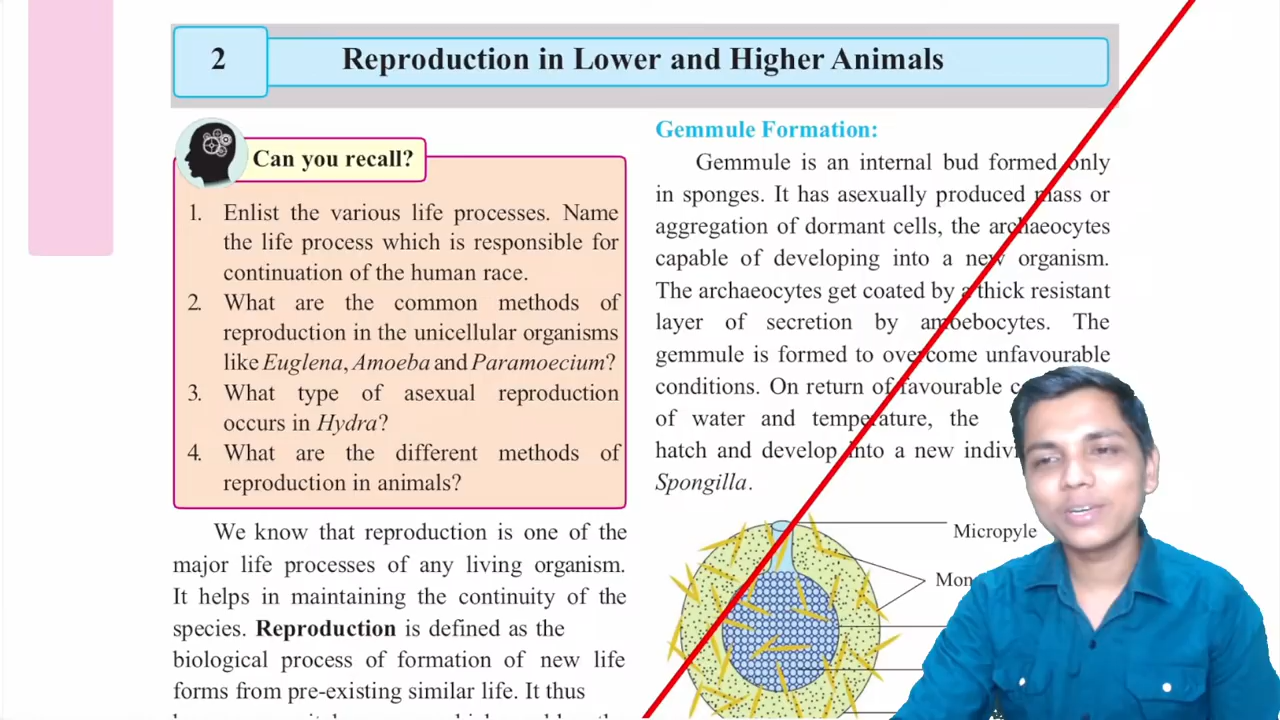 2
Reproduction in Lower and Higher Animals
Can you recall?
1. Enlist the various life processes. Name
the life process which is responsible for
continuation of the human race.
2. What are the common methods of
reproduction in the unicellular organisms
like Euglena, Amoeba and Paramoecium?
3. What type of asexual reproduction
occurs in Hydra?
4. What are the different methods of
reproduction in animals?
We know that reproduction is one of the
major life processes of any living organism.
It helps in maintaining the continuity of the
species. Reproduction is defined as the
biological process of formation of new life
forms from pre-existing similar life. It thus
Gemmule Formation:
Gemmule is an internal bud formed only
in sponges. It has asexually produced mass or
aggregation of dormant cells, the archaeocytes
capable of developing into a new organism.
The archaeocytes get coated by a thick resistant
layer of secretion by amoebocytes. The
gemmule is formed to overcome unfavourable
conditions. On return of favourable
of water and temperature, the
hatch and develop into a new
Spongilla.
Micropyle